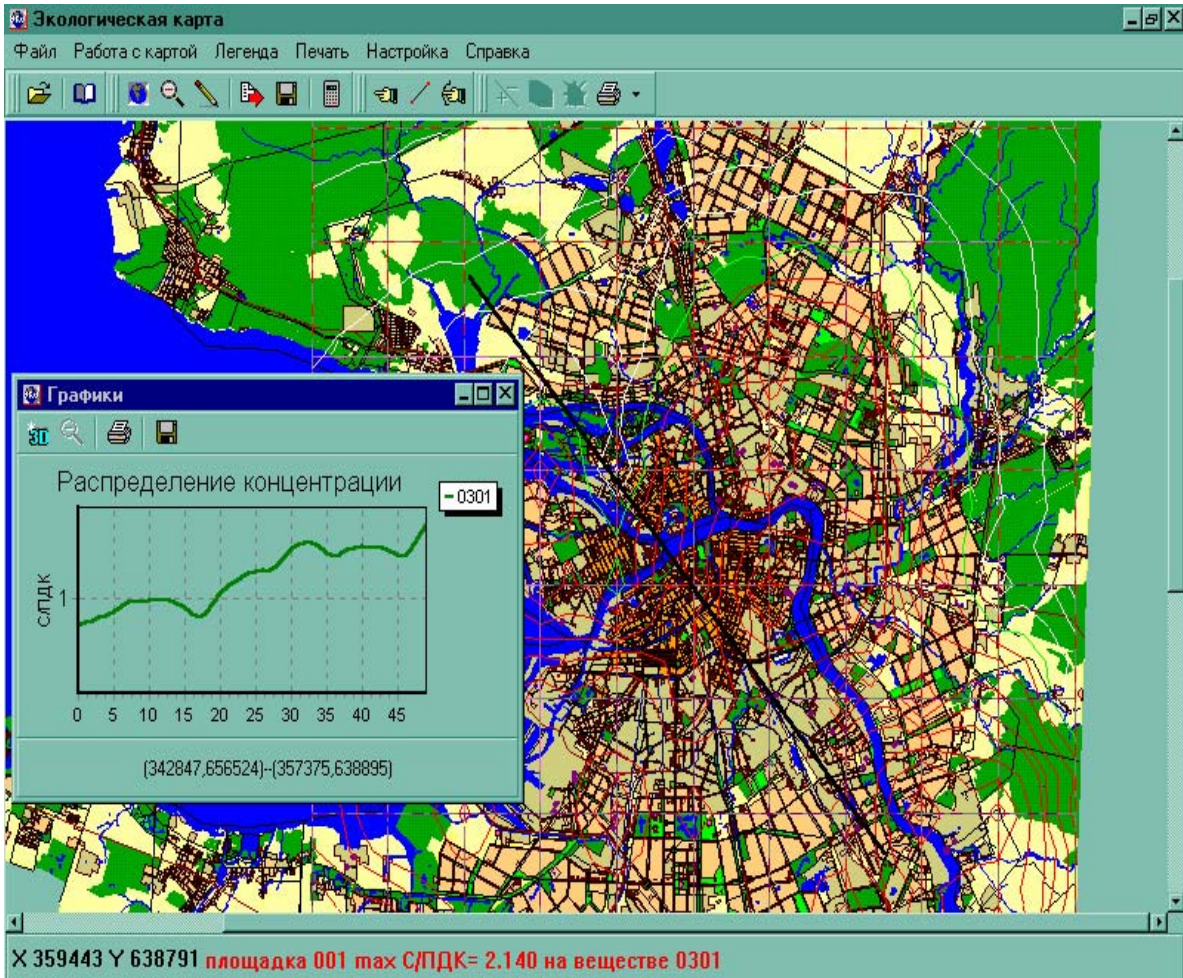 Экологическая карта
Файл Работа с картой Легенда Печать Настройка Справка
Графики
3D
Распределение концентрации
0301
С/ПДК
1
0 5 10 15 20 25 30 35 40 45
(342847,656524)--(357375,638895)
X 359443 Y 638791 площадка 001 max С/ПДК= 2.140 на веществе 0301